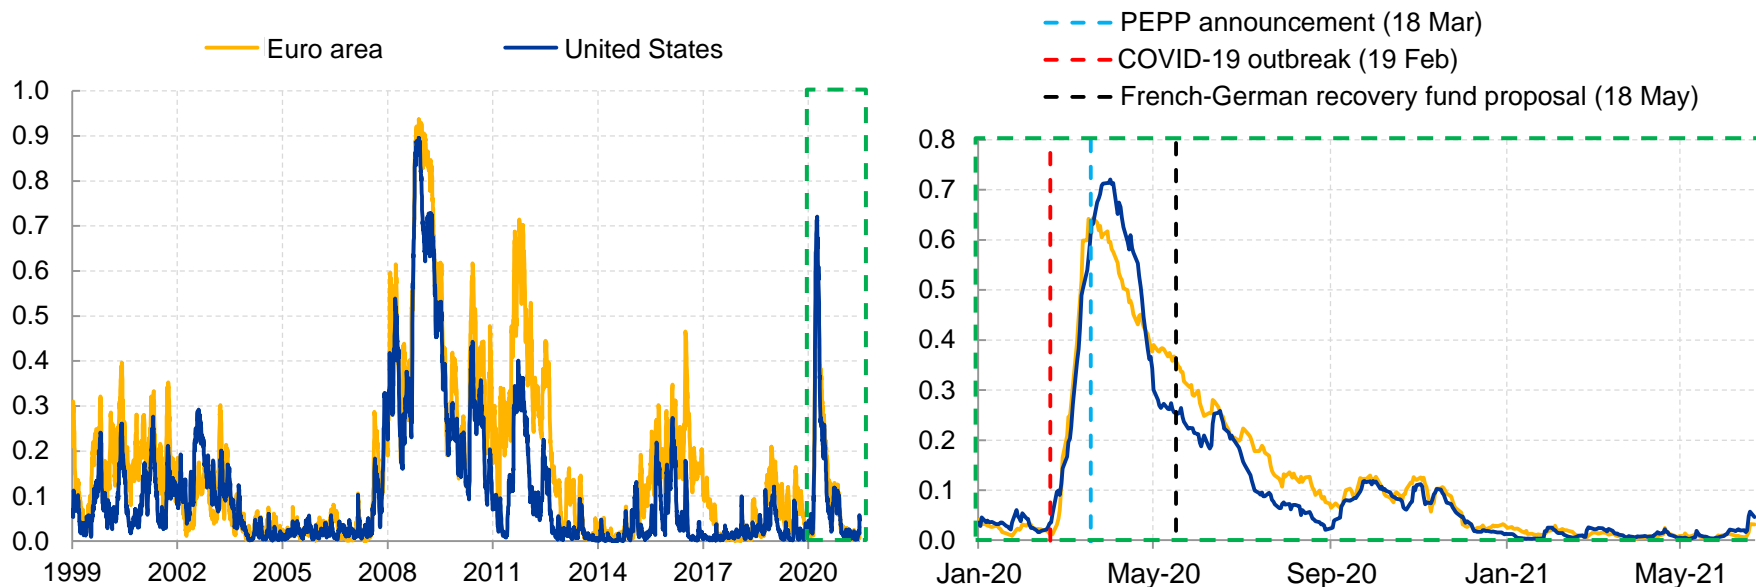 Euro area
United States
1.0
0.9
0.8
0.7
0.6
0.5
0.4
0.3
0.2
0.1
0.0
1999 2002 2005 2008 2011 2014 2017 2020
PEPP announcement (18 Mar)
COVID-19 outbreak (19 Feb)
French-German recovery fund proposal (18 May)
0.8
0.7
0.6
0.5
0.4
0.3
0.2
0.1
0.0
Jan-20 May-20 Sep-20 Jan-21 May-21